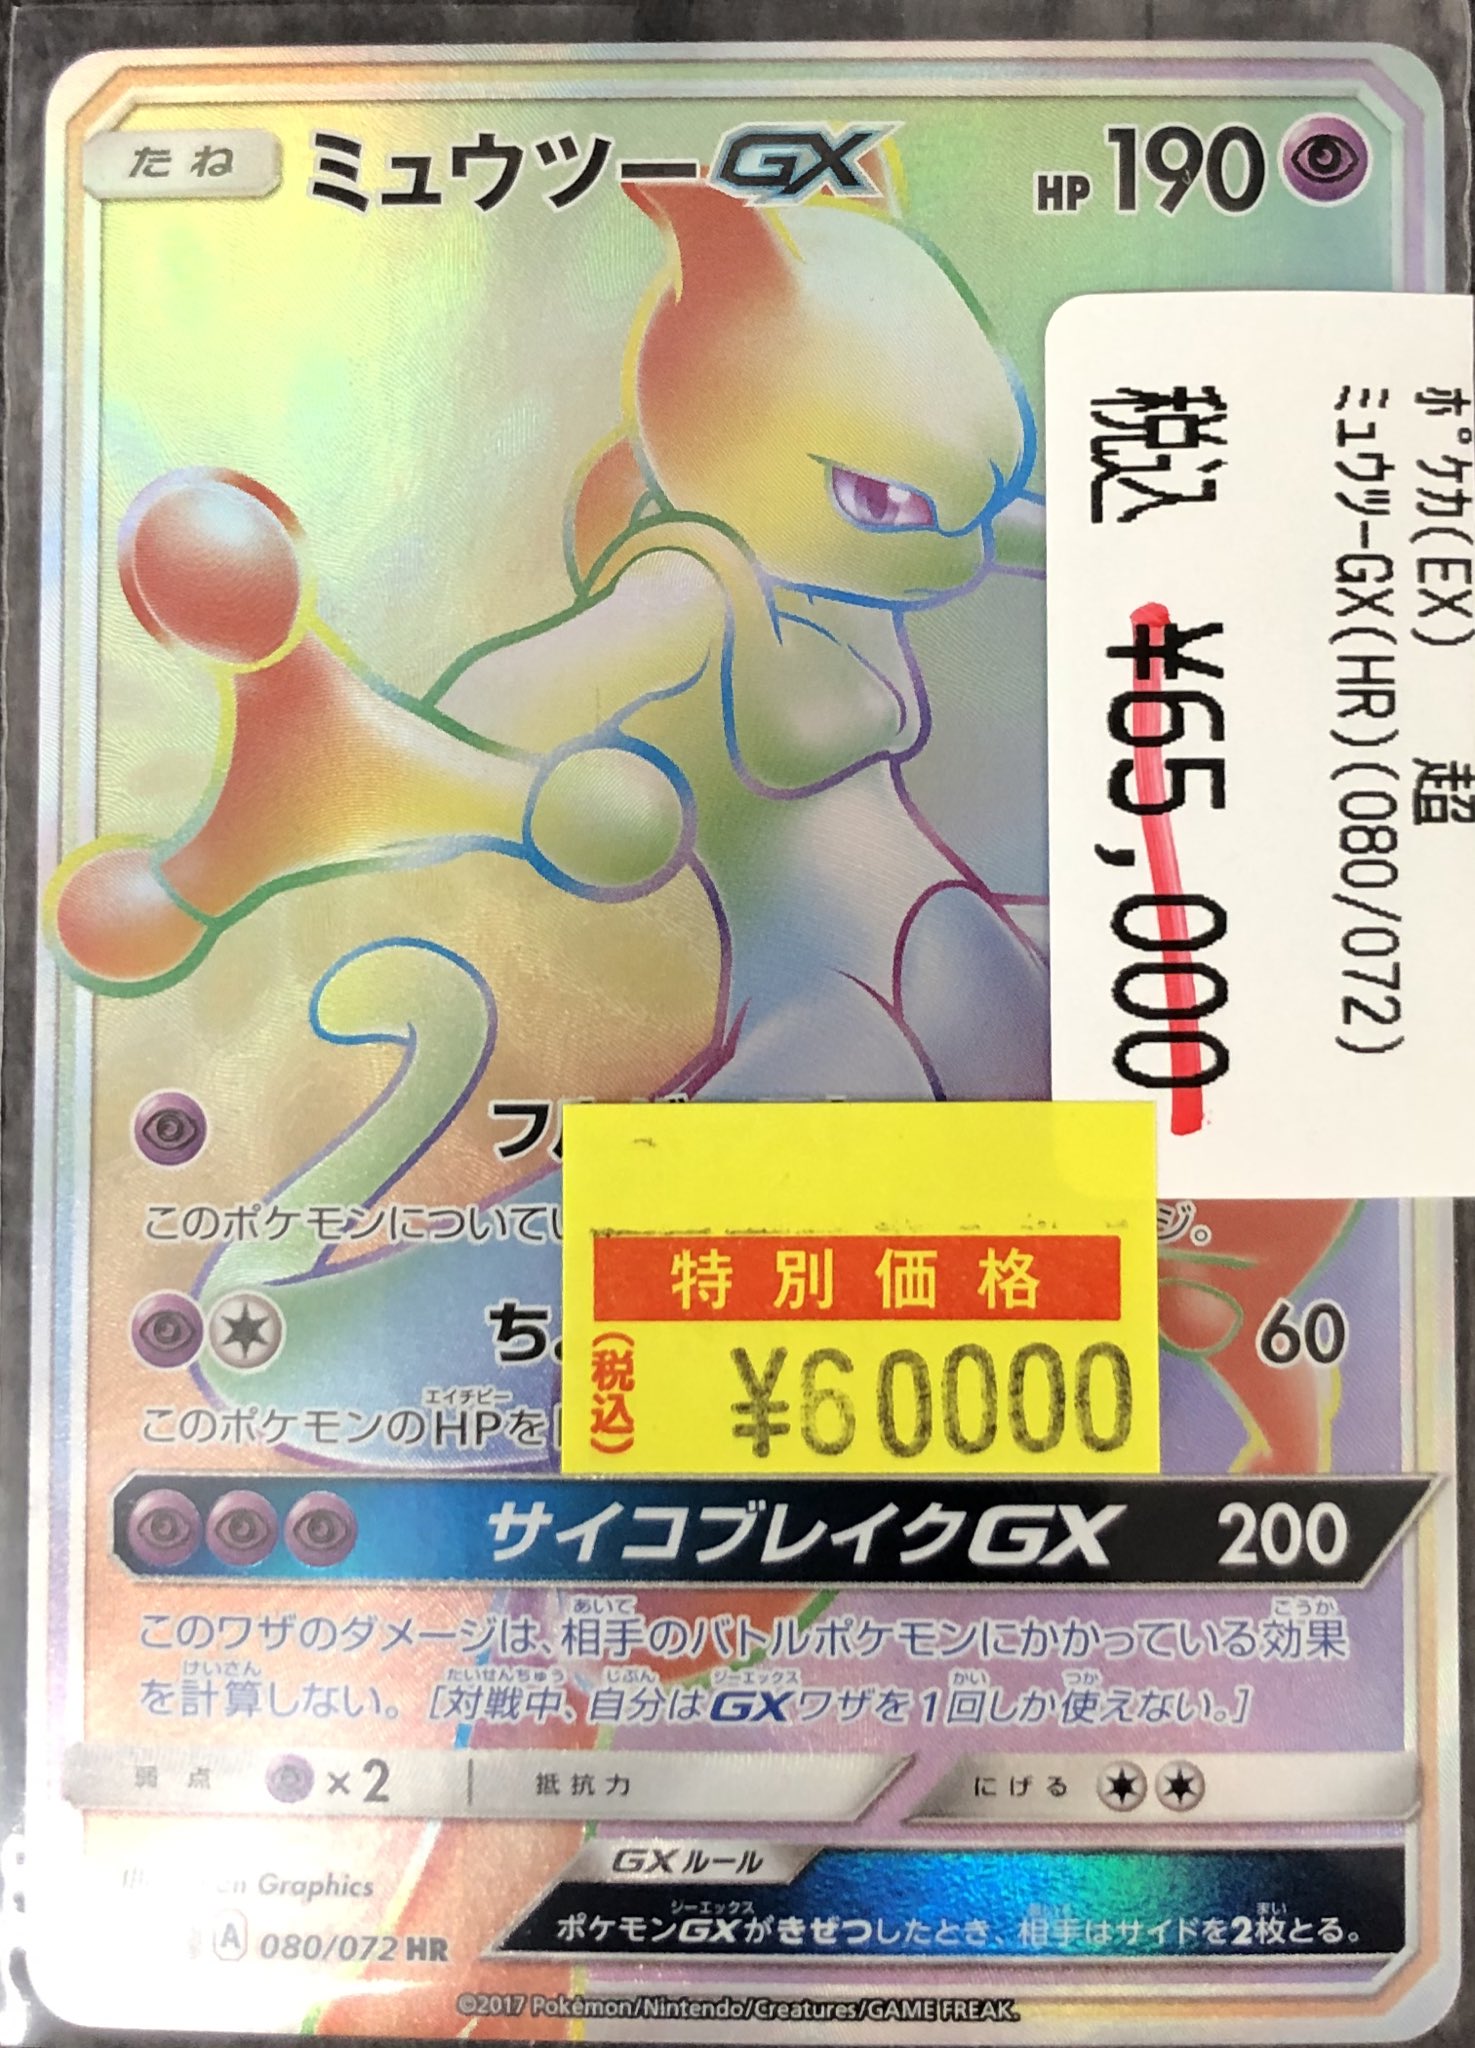 たね ミュウツーGX HP 190
ポケカ(EX) 超
ミュウツーGX(HR)(080/072)
税込 ¥65,000
フル
このポケモンについてい ジ。
特別価格
(税込) ¥60000
ち 60
エイチピー
このポケモンのHPを
サイコブレイクGX 200
あいて こうか
このワザのダメージは、相手のバトルポケモンにかかっている効果
けいさん たいせんちゅう じぶん ジーエックス かい つか
を計算しない。[対戦中、自分はGXワザを1回しか使えない。]
弱点 ×2 抵抗力 にげる
GXルール
ジーエックス まい
ポケモンGXがきぜつしたとき、相手はサイドを2枚とる。
Graphics
A 080/072 HR
©2017 Pokémon/Nintendo/Creatures/GAME FREAK.